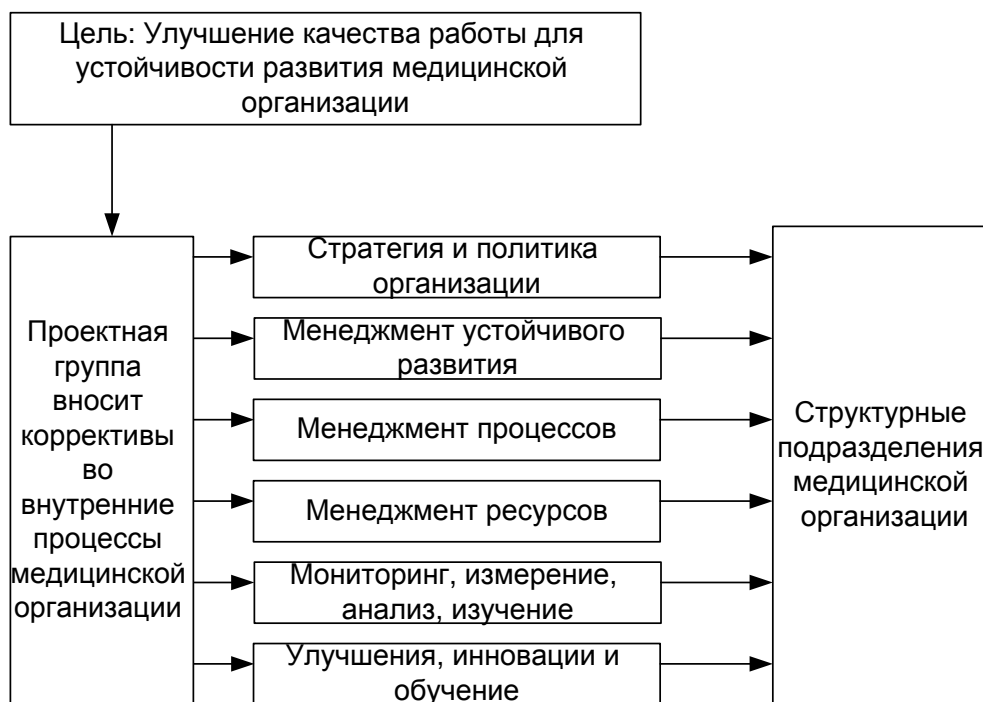 Цель: Улучшение качества работы для
устойчивости развития медицинской
организации
Проектная
группа
вносит
коррективы
во
внутренние
процессы
медицинской
организации
Стратегия и политика
организации
Менеджмент устойчивого
развития
Менеджмент процессов
Менеджмент ресурсов
Мониторинг, измерение,
анализ, изучение
Улучшения, инновации и
обучение
Структурные
подразделения
медицинской
организации